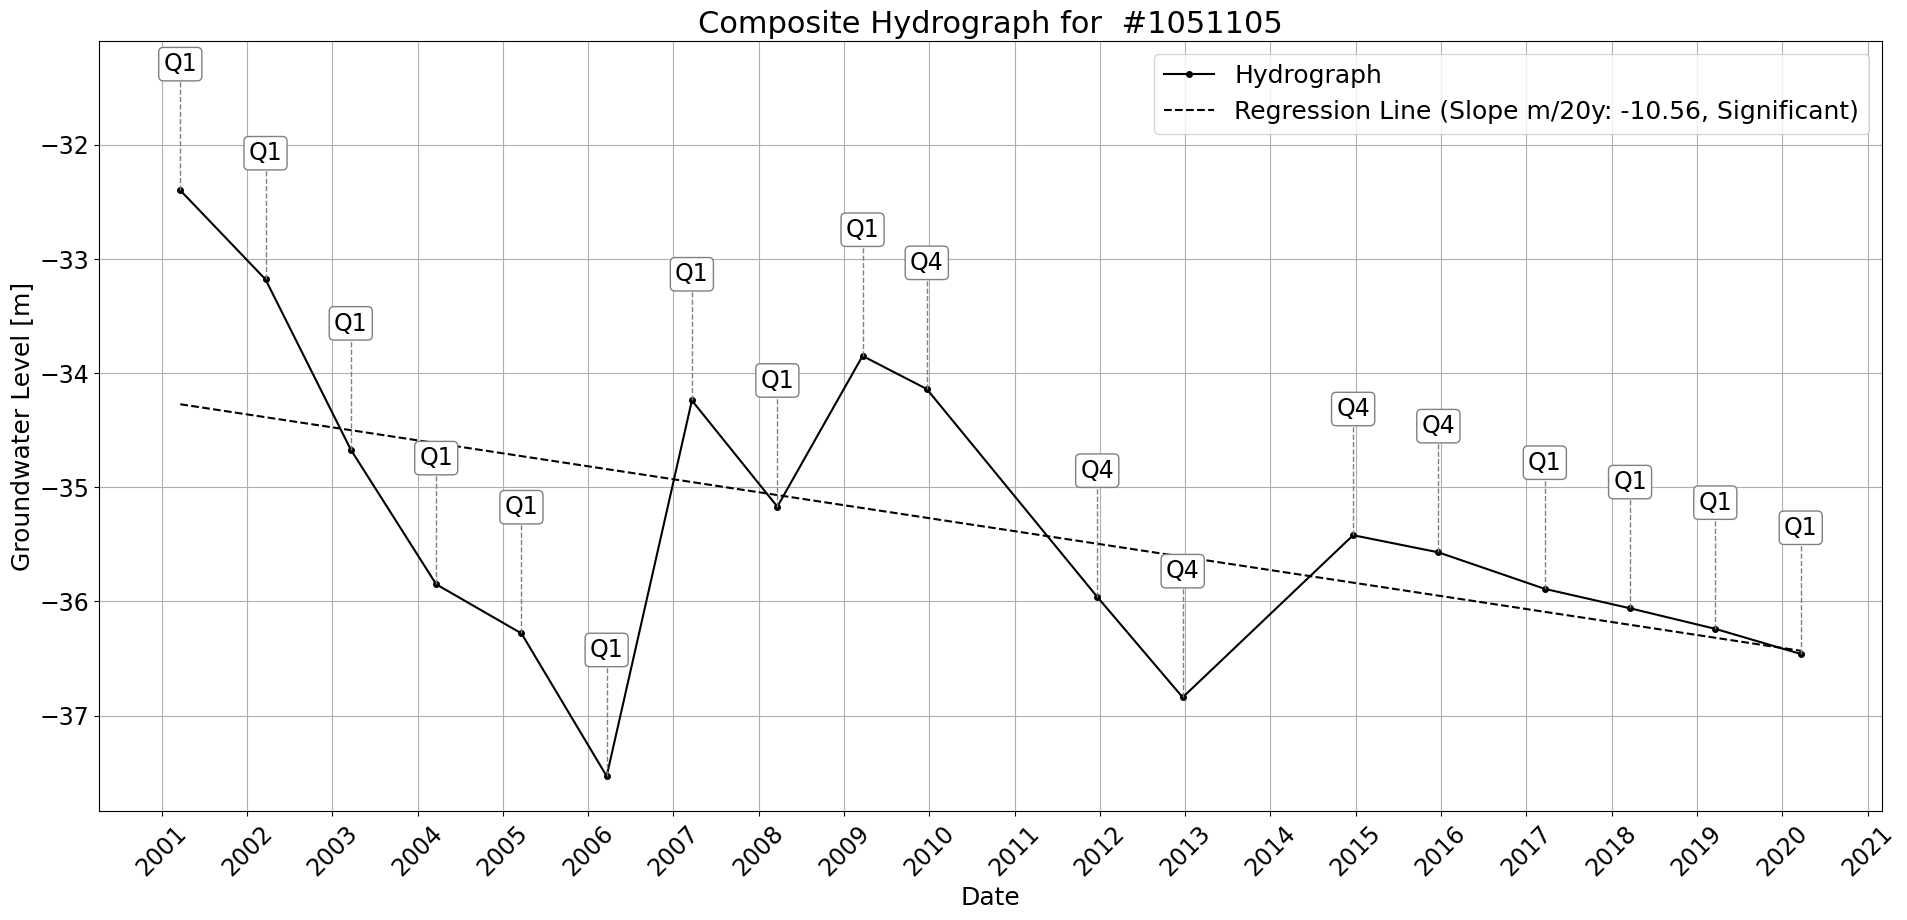 Composite Hydrograph for  #1051105
Hydrograph
Regression Line (Slope m/20y: -10.56, Significant)
Groundwater Level [m]
−32
−33
−34
−35
−36
−37
Q1
Q1
Q1
Q1
Q1
Q1
Q1
Q1
Q1
Q4
Q4
Q4
Q4
Q4
Q1
Q1
Q1
Q1
2001
2002
2003
2004
2005
2006
2007
2008
2009
2010
2011
2012
2013
2014
2015
2016
2017
2018
2019
2020
2021
Date